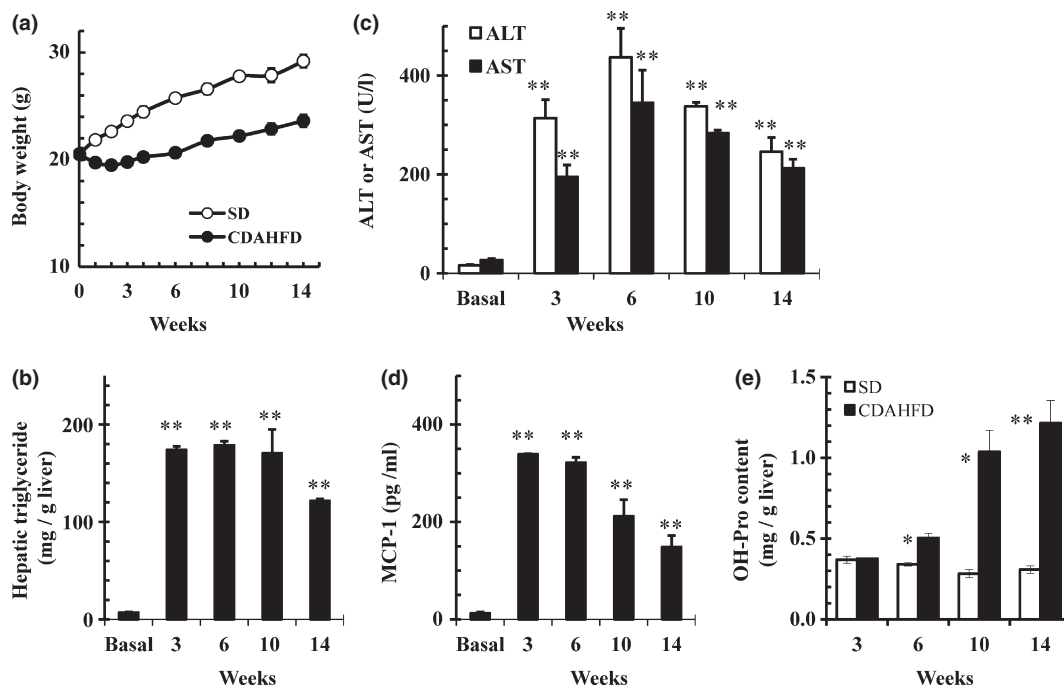 (a)
Body weight (g)
30
20
10
SD
CDAHFD
0 3 6 10 14
Weeks
(c)
ALT or AST (U/l)
ALT
AST
400
200
0
** ** ** ** ** ** ** **
Basal 3 6 10 14
Weeks
(b)
Hepatic triglyceride
(mg / g liver)
200
100
0
** ** ** **
Basal 3 6 10 14
Weeks
(d)
MCP-1 (pg /ml)
400
200
0
** ** ** **
Basal 3 6 10 14
Weeks
(e)
OH-Pro content
(mg / g liver)
1.5
1.0
0.5
0.0
SD
CDAHFD
* * **
3 6 10 14
Weeks